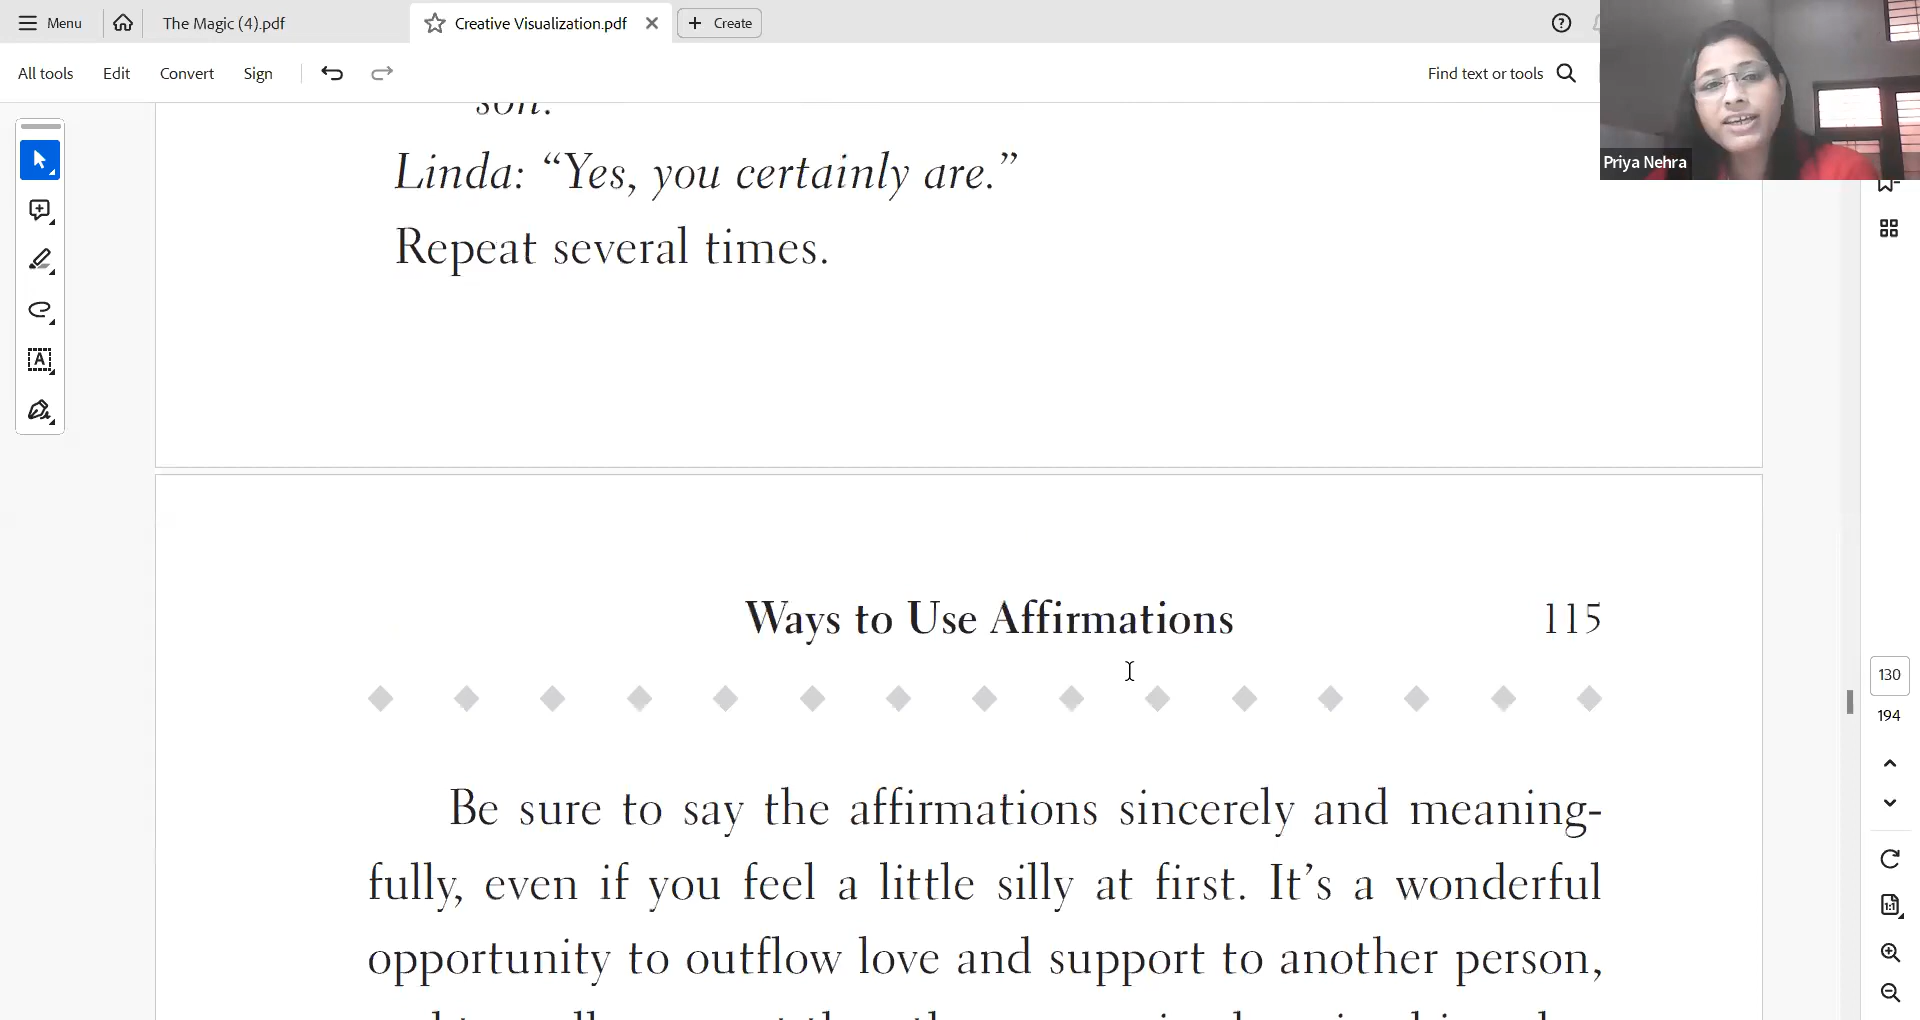 Menu
The Magic (4).pdf
Creative Visualization.pdf
Create
All tools
Edit
Convert
Sign
Find text or tools
Priya Nehra
son.
Linda: “Yes, you certainly are.”
Repeat several times.
Ways to Use Affirmations 115
Be sure to say the affirmations sincerely and meaning-
fully, even if you feel a little silly at first. It’s a wonderful
opportunity to outflow love and support to another person,
130
194